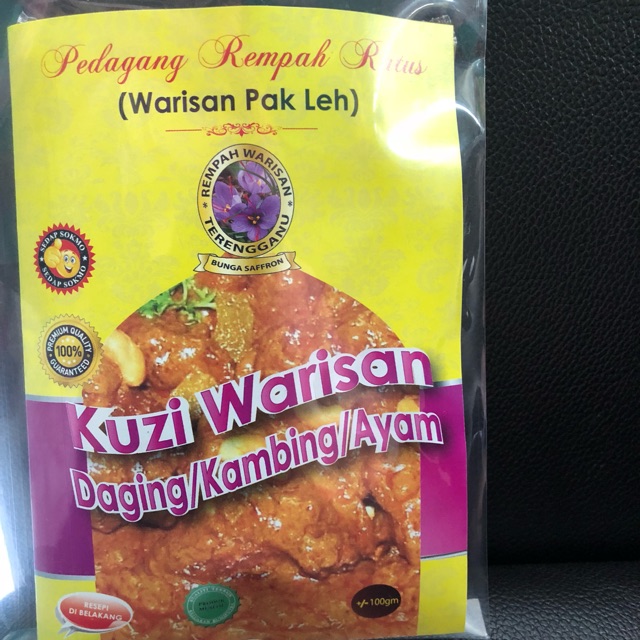 Pedagang Rempah Ratus
(Warisan Pak Leh)
* REMPAH WARISAN *
TERENGGANU
BUNGA SAFFRON
SEDAP SOKMO
SEDAP SOKMO
PREMIUM QUALITY
100%
GUARANTEED
Kuzi Warisan
Daging/Kambing/Ayam
RESEPI
DI BELAKANG
+/- 100gm